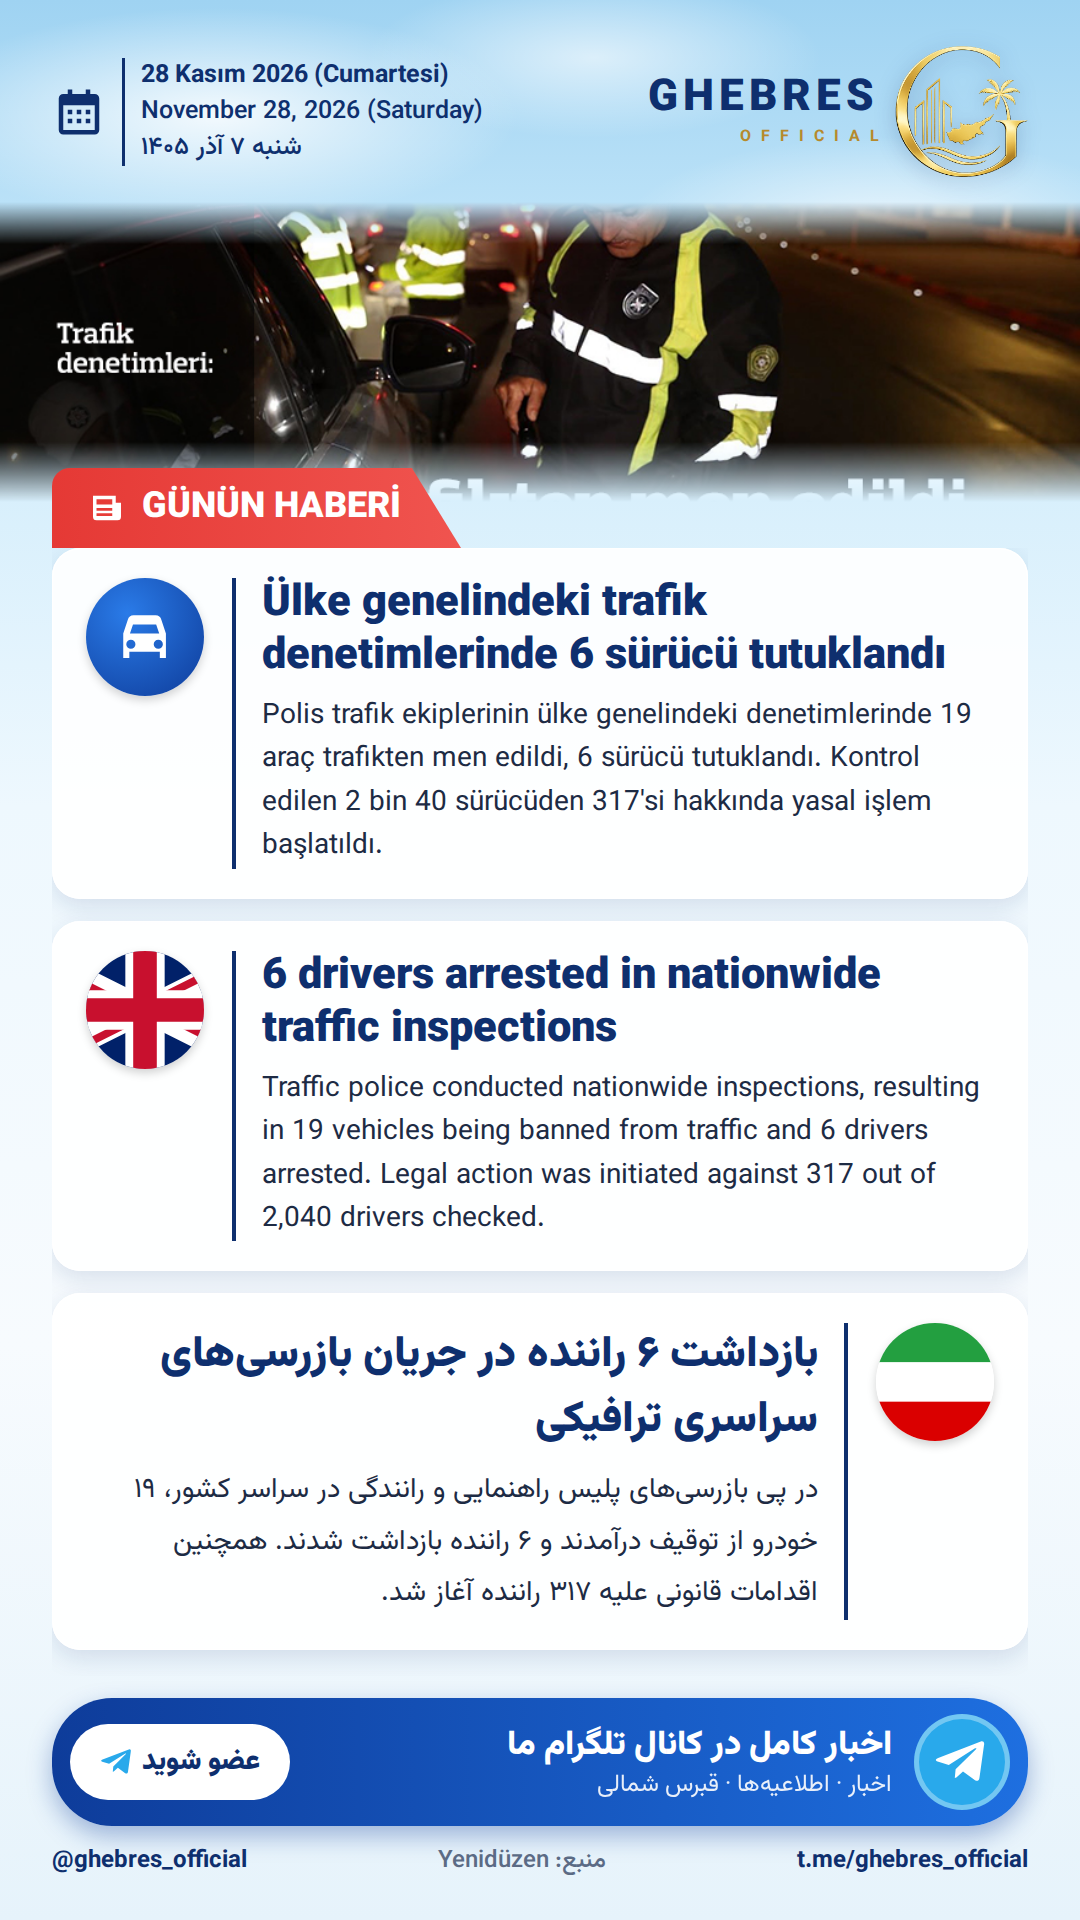 28 Kasım 2026 (Cumartesi)
November 28, 2026 (Saturday)
شنبه ۷ آذر ۱۴۰۵
GHEBRES
OFFICIAL
Trafik
denetimleri:
men edildi
GÜNÜN HABERİ
Ülke genelindeki trafik
denetimlerinde 6 sürücü tutuklandı
Polis trafik ekiplerinin ülke genelindeki denetimlerinde 19
araç trafikten men edildi, 6 sürücü tutuklandı. Kontrol
edilen 2 bin 40 sürücüden 317'si hakkında yasal işlem
başlatıldı.
6 drivers arrested in nationwide
traffic inspections
Traffic police conducted nationwide inspections, resulting
in 19 vehicles being banned from traffic and 6 drivers
arrested. Legal action was initiated against 317 out of
2,040 drivers checked.
بازداشت ۶ راننده در جریان بازرسی‌های
سراسری ترافیکی
در پی بازرسی‌های پلیس راهنمایی و رانندگی در سراسر کشور، ۱۹
خودرو از توقیف درآمدند و ۶ راننده بازداشت شدند. همچنین
اقدامات قانونی علیه ۳۱۷ راننده آغاز شد.
اخبار کامل در کانال تلگرام ما
اخبار · اطلاعیه‌ها · قبرس شمالی
عضو شوید
@ghebres_official
منبع: Yenidüzen
t.me/ghebres_official